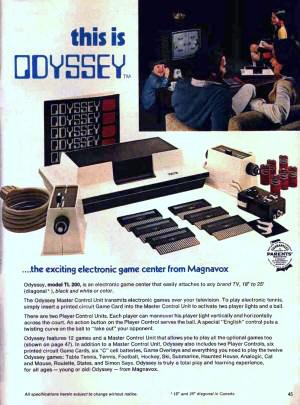 this is
ODYSSEY TM
ODYSSEY
ODYSSEY
ODYSSEY
ODYSSEY
PARENTS'
....the exciting electronic game center from Magnavox
Odyssey, model TL 200, is an electronic game center that easily attaches to any brand TV, 18" to 25"
(diagonal*), black and white or color.
The Odyssey Master Control Unit transmits electronic games over your television. To play electronic tennis,
simply insert a printed circuit Game Card into the Master Control Unit to activate two player lights and a ball.
There are two Player Control Units. Each player can maneuver his player light vertically and horizontally
across the court. An action button on the Player Control serves the ball. A special "English" control puts a
twisting curve on the ball to "fake out" your opponent.
Odyssey features 12 games and a Master Control Unit that allows you to play all the optional games too
(shown on page 47). In addition to a Master Control Unit, Odyssey also includes two Player Controls, six
printed circuit Game Cards, six "C" cell batteries, Game Overlays and everything you need to play the twelve
Odyssey games: Table Tennis, Tennis, Football, Hockey, Ski, Submarine, Haunted House, Analogic, Cat
and Mouse, Roulette, States, and Simon Says. Odyssey is truly a total play and learning experience,
for all ages — young or old. Odyssey — from Magnavox.
All specifications herein subject to change without notice.
* 18" and 25" diagonal in Canada
45